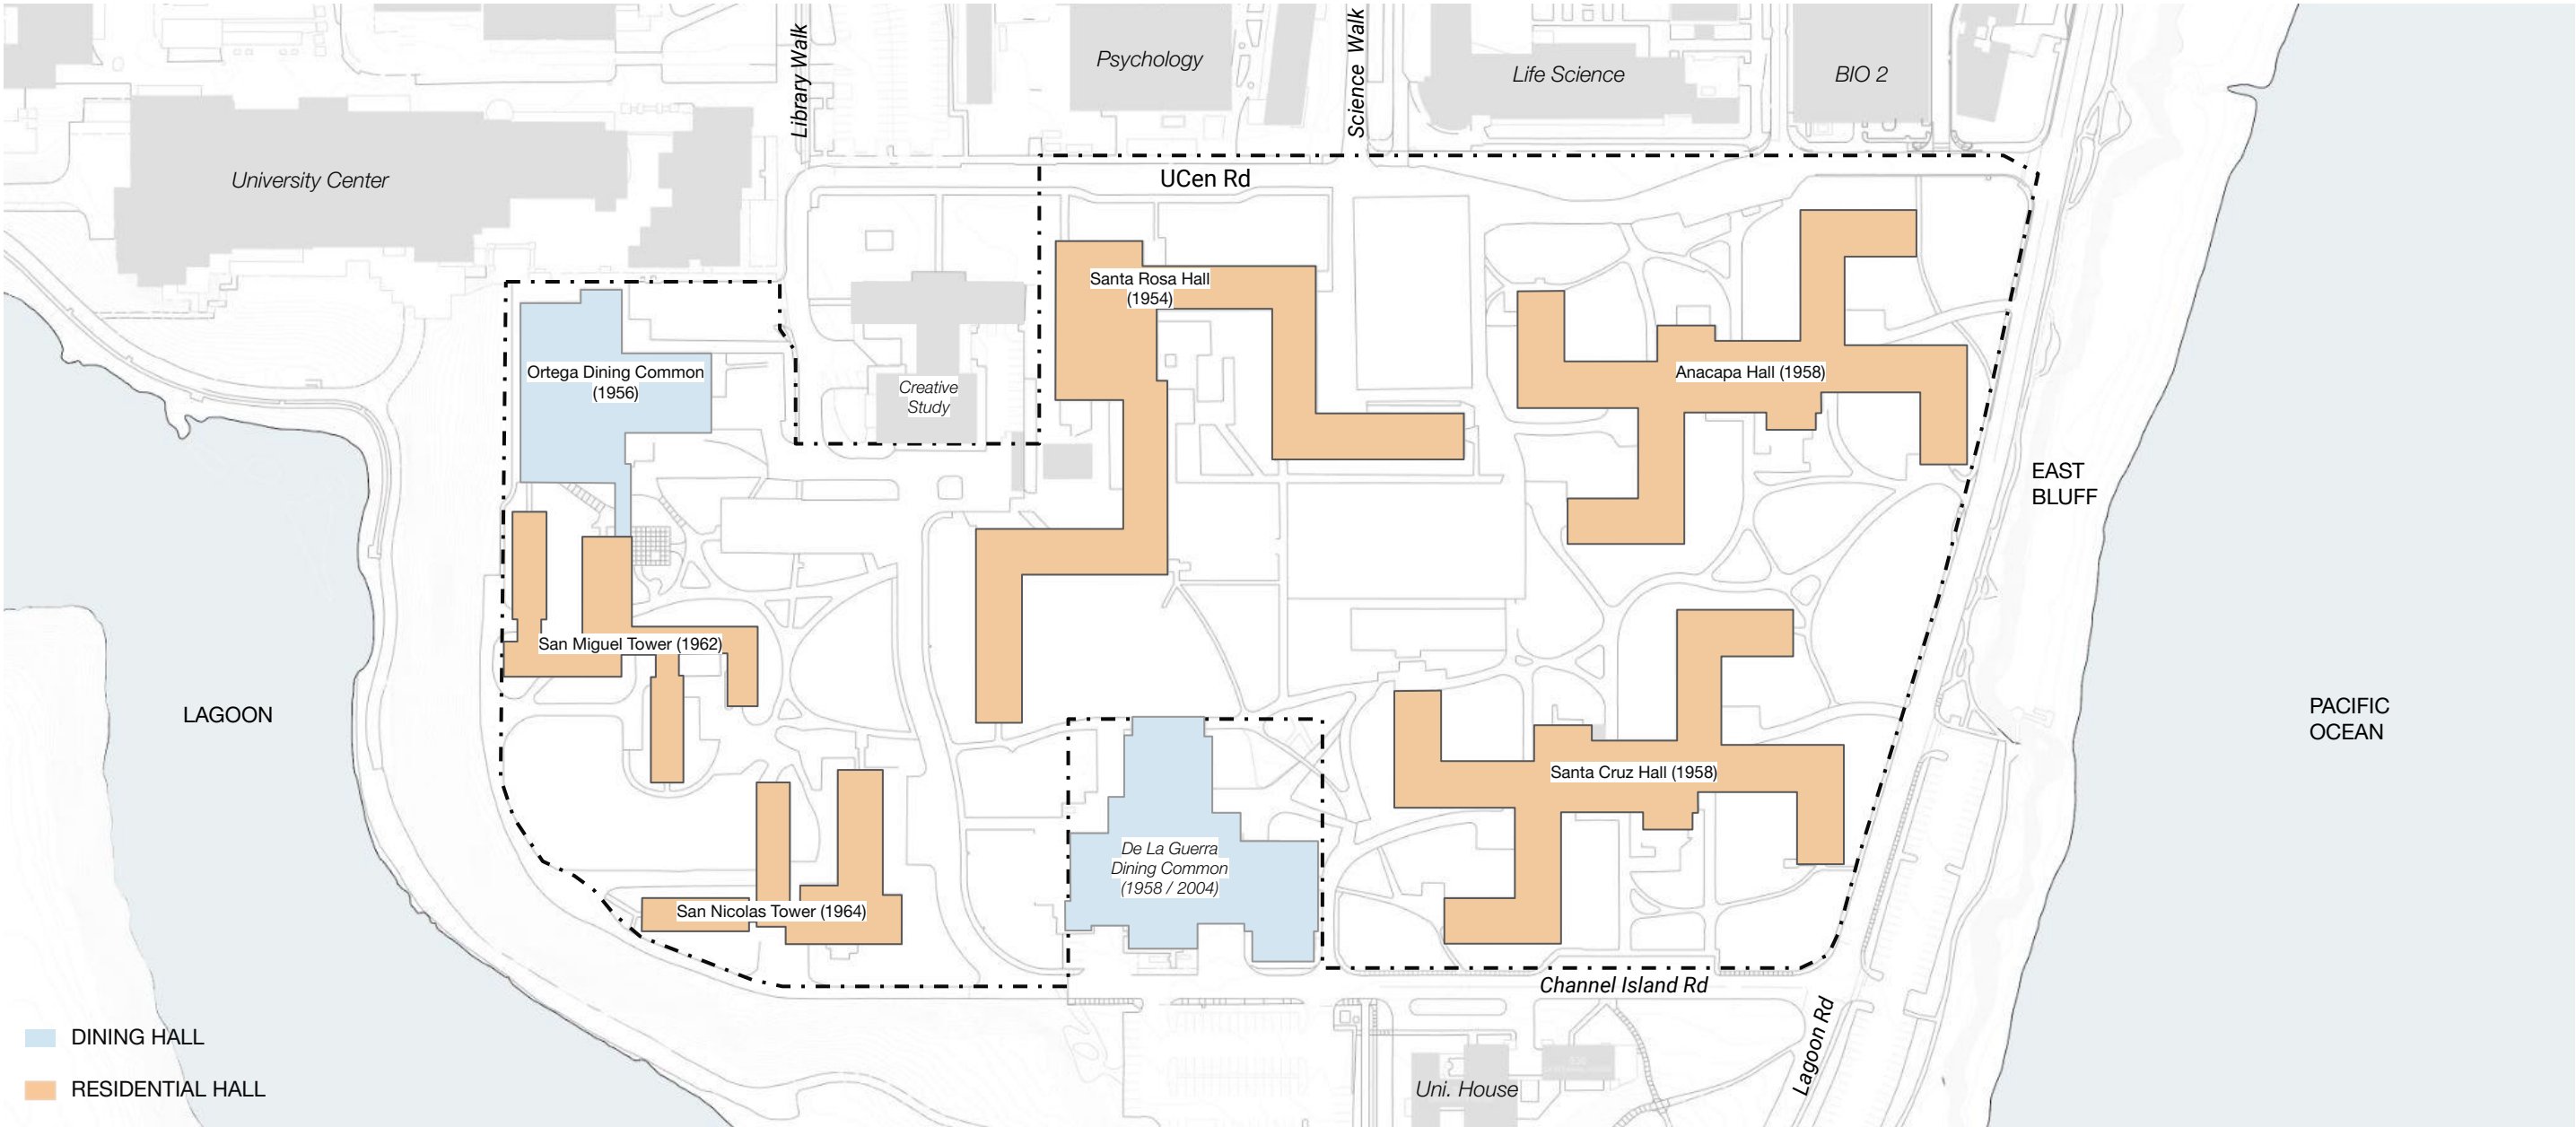 Library Walk
Psychology
Science Walk
Life Science
BIO 2
University Center
UCen Rd
Santa Rosa Hall
(1954)
Ortega Dining Common
(1956)
Creative
Study
Anacapa Hall (1958)
EAST
BLUFF
San Miguel Tower (1962)
LAGOON
PACIFIC
OCEAN
Santa Cruz Hall (1958)
De La Guerra
Dining Common
(1958 / 2004)
San Nicolas Tower (1964)
Channel Island Rd
Lagoon Rd
DINING HALL
RESIDENTIAL HALL
Uni. House